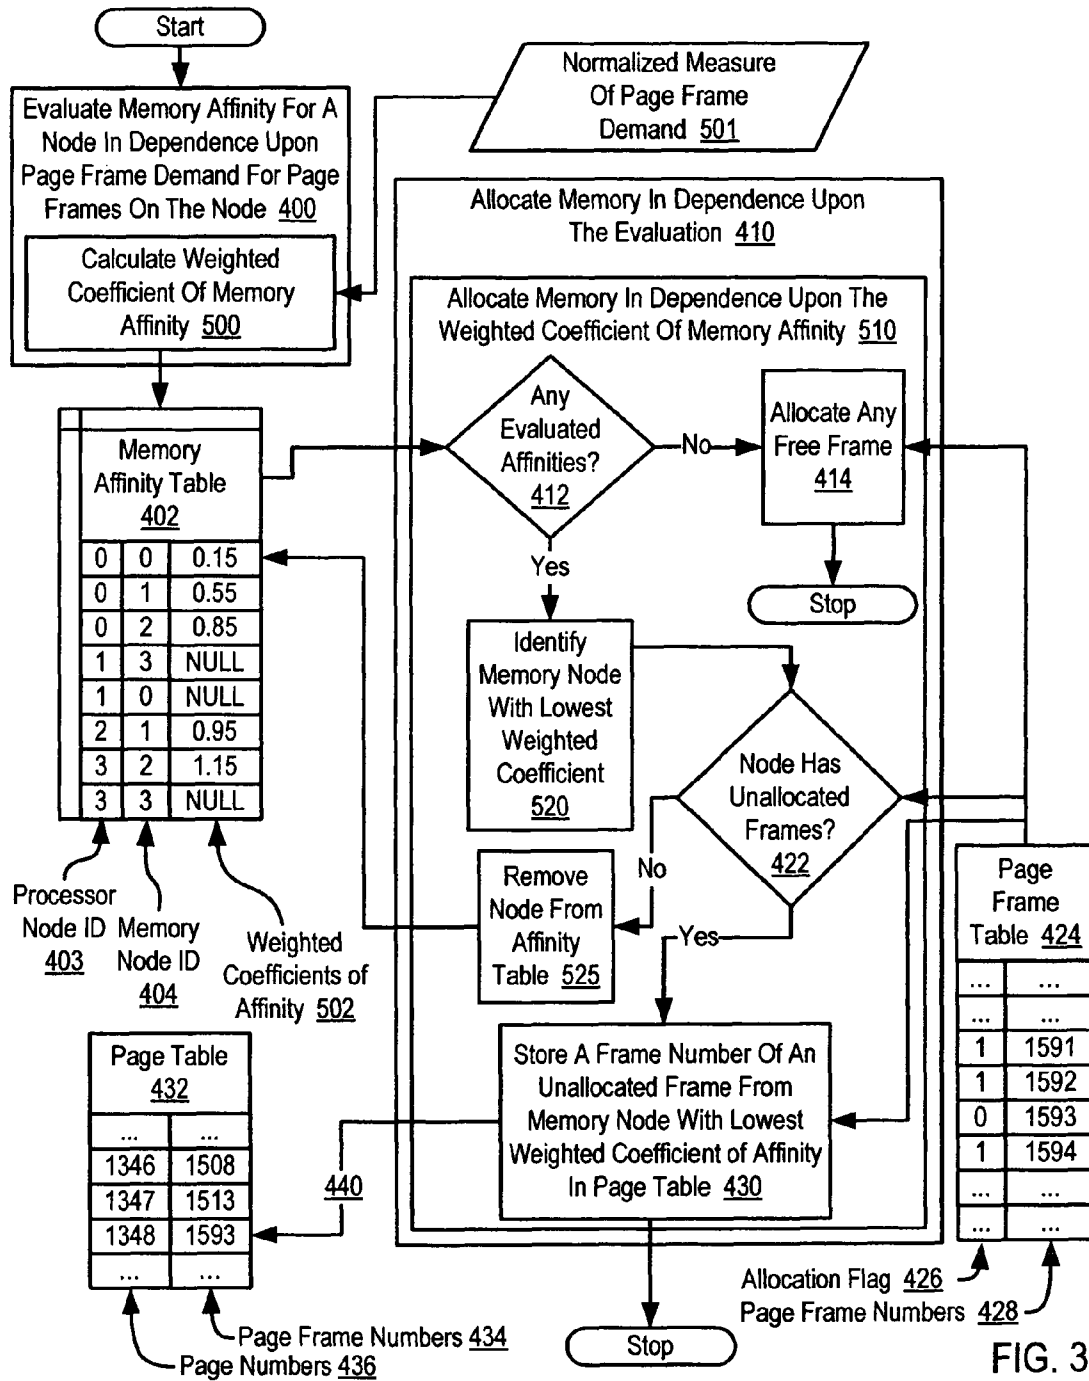 Start
Normalized Measure
Of Page Frame
Demand 501
Evaluate Memory Affinity For A
Node In Dependence Upon
Page Frame Demand For Page
Frames On The Node 400
Calculate Weighted
Coefficient Of Memory
Affinity 500
Allocate Memory In Dependence Upon
The Evaluation 410
Allocate Memory In Dependence Upon The
Weighted Coefficient Of Memory Affinity 510
Any
Evaluated
Affinities?
412
No
Yes
Allocate Any
Free Frame
414
Stop
Memory
Affinity Table
402
0 0 0.15
0 1 0.55
0 2 0.85
1 3 NULL
1 0 NULL
2 1 0.95
3 2 1.15
3 3 NULL
Processor
Node ID
403
Memory
Node ID
404
Weighted
Coefficients of
Affinity 502
Identify
Memory Node
With Lowest
Weighted
Coefficient
520
Node Has
Unallocated
Frames?
422
No
Yes
Remove
Node From
Affinity
Table 525
Page
Frame
Table 424
... ...
... ...
1 1591
1 1592
0 1593
1 1594
... ...
... ...
Allocation Flag 426
Page Frame Numbers 428
Store A Frame Number Of An
Unallocated Frame From
Memory Node With Lowest
Weighted Coefficient of Affinity
In Page Table 430
440
Page Table
432
... ...
1346 1508
1347 1513
1348 1593
... ...
Page Frame Numbers 434
Page Numbers 436
Stop
FIG. 3